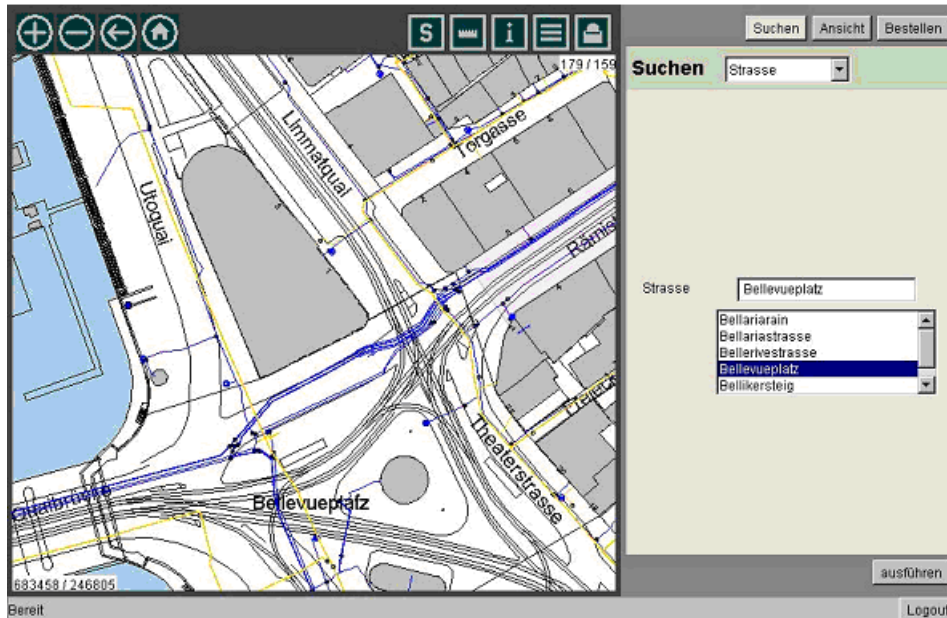 S i
Suchen Ansicht Bestellen
Suchen Strasse
179 / 159
Limmatquai
Torgasse
Utoquai
Strasse Bellevueplatz
Bellariarain
Bellariastrasse
Bellerivestrasse
Bellevueplatz
Bellikersteig
Theaterstrasse
Quaibrücke
Bellevueplatz
683458 / 246805
ausführen
Bereit Logout